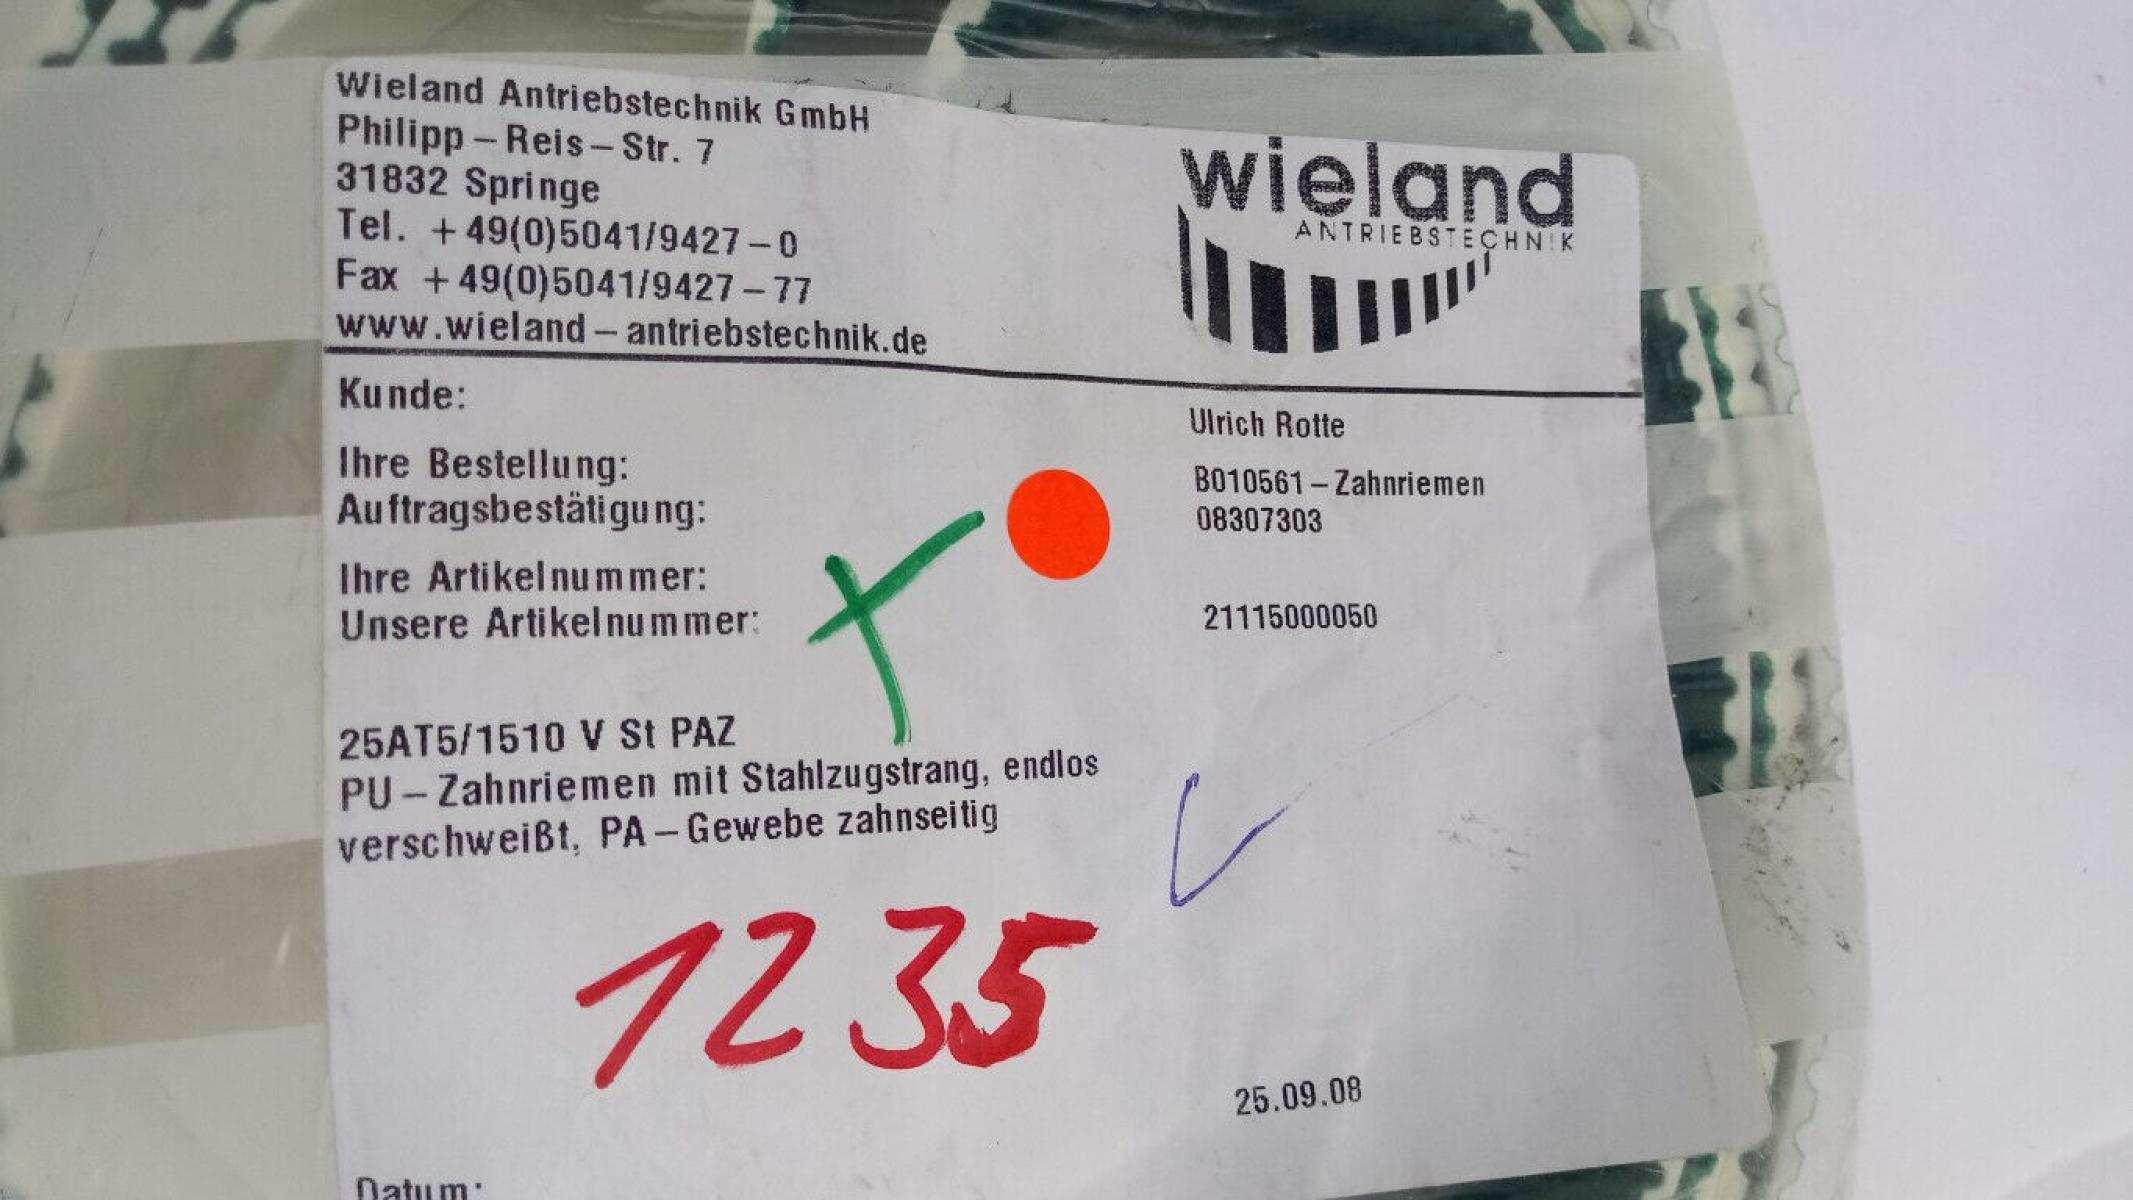 Wieland Antriebstechnik GmbH
Philipp-Reis-Str. 7
31832 Springe
Tel. +49(0)5041/9427-0
Fax +49(0)5041/9427-77
www.wieland-antriebstechnik.de
wieland
ANTRIEBSTECHNIK
Kunde: Ulrich Rotte
Ihre Bestellung: B010561-Zahnriemen
Auftragsbestätigung: 08307303
Ihre Artikelnummer:
Unsere Artikelnummer: 21115000050
25AT5/1510 V St PAZ
PU-Zahnriemen mit Stahlzugstrang, endlos
verschweißt, PA-Gewebe zahnseitig
1235
25.09.08
Datum: